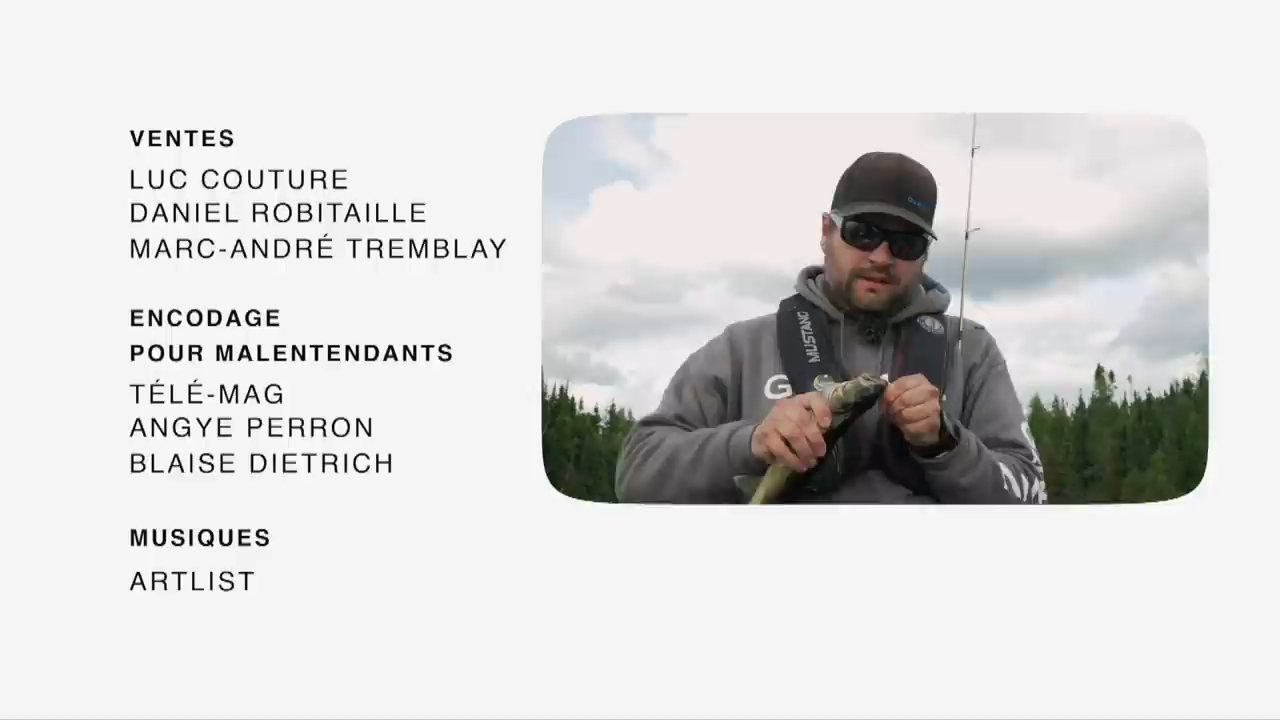 VENTES
LUC COUTURE
DANIEL ROBITAILLE
MARC-ANDRÉ TREMBLAY
ENCODAGE
POUR MALENTENDANTS
TÉLÉ-MAG
ANGYE PERRON
BLAISE DIETRICH
MUSIQUES
ARTLIST
MUSTANG